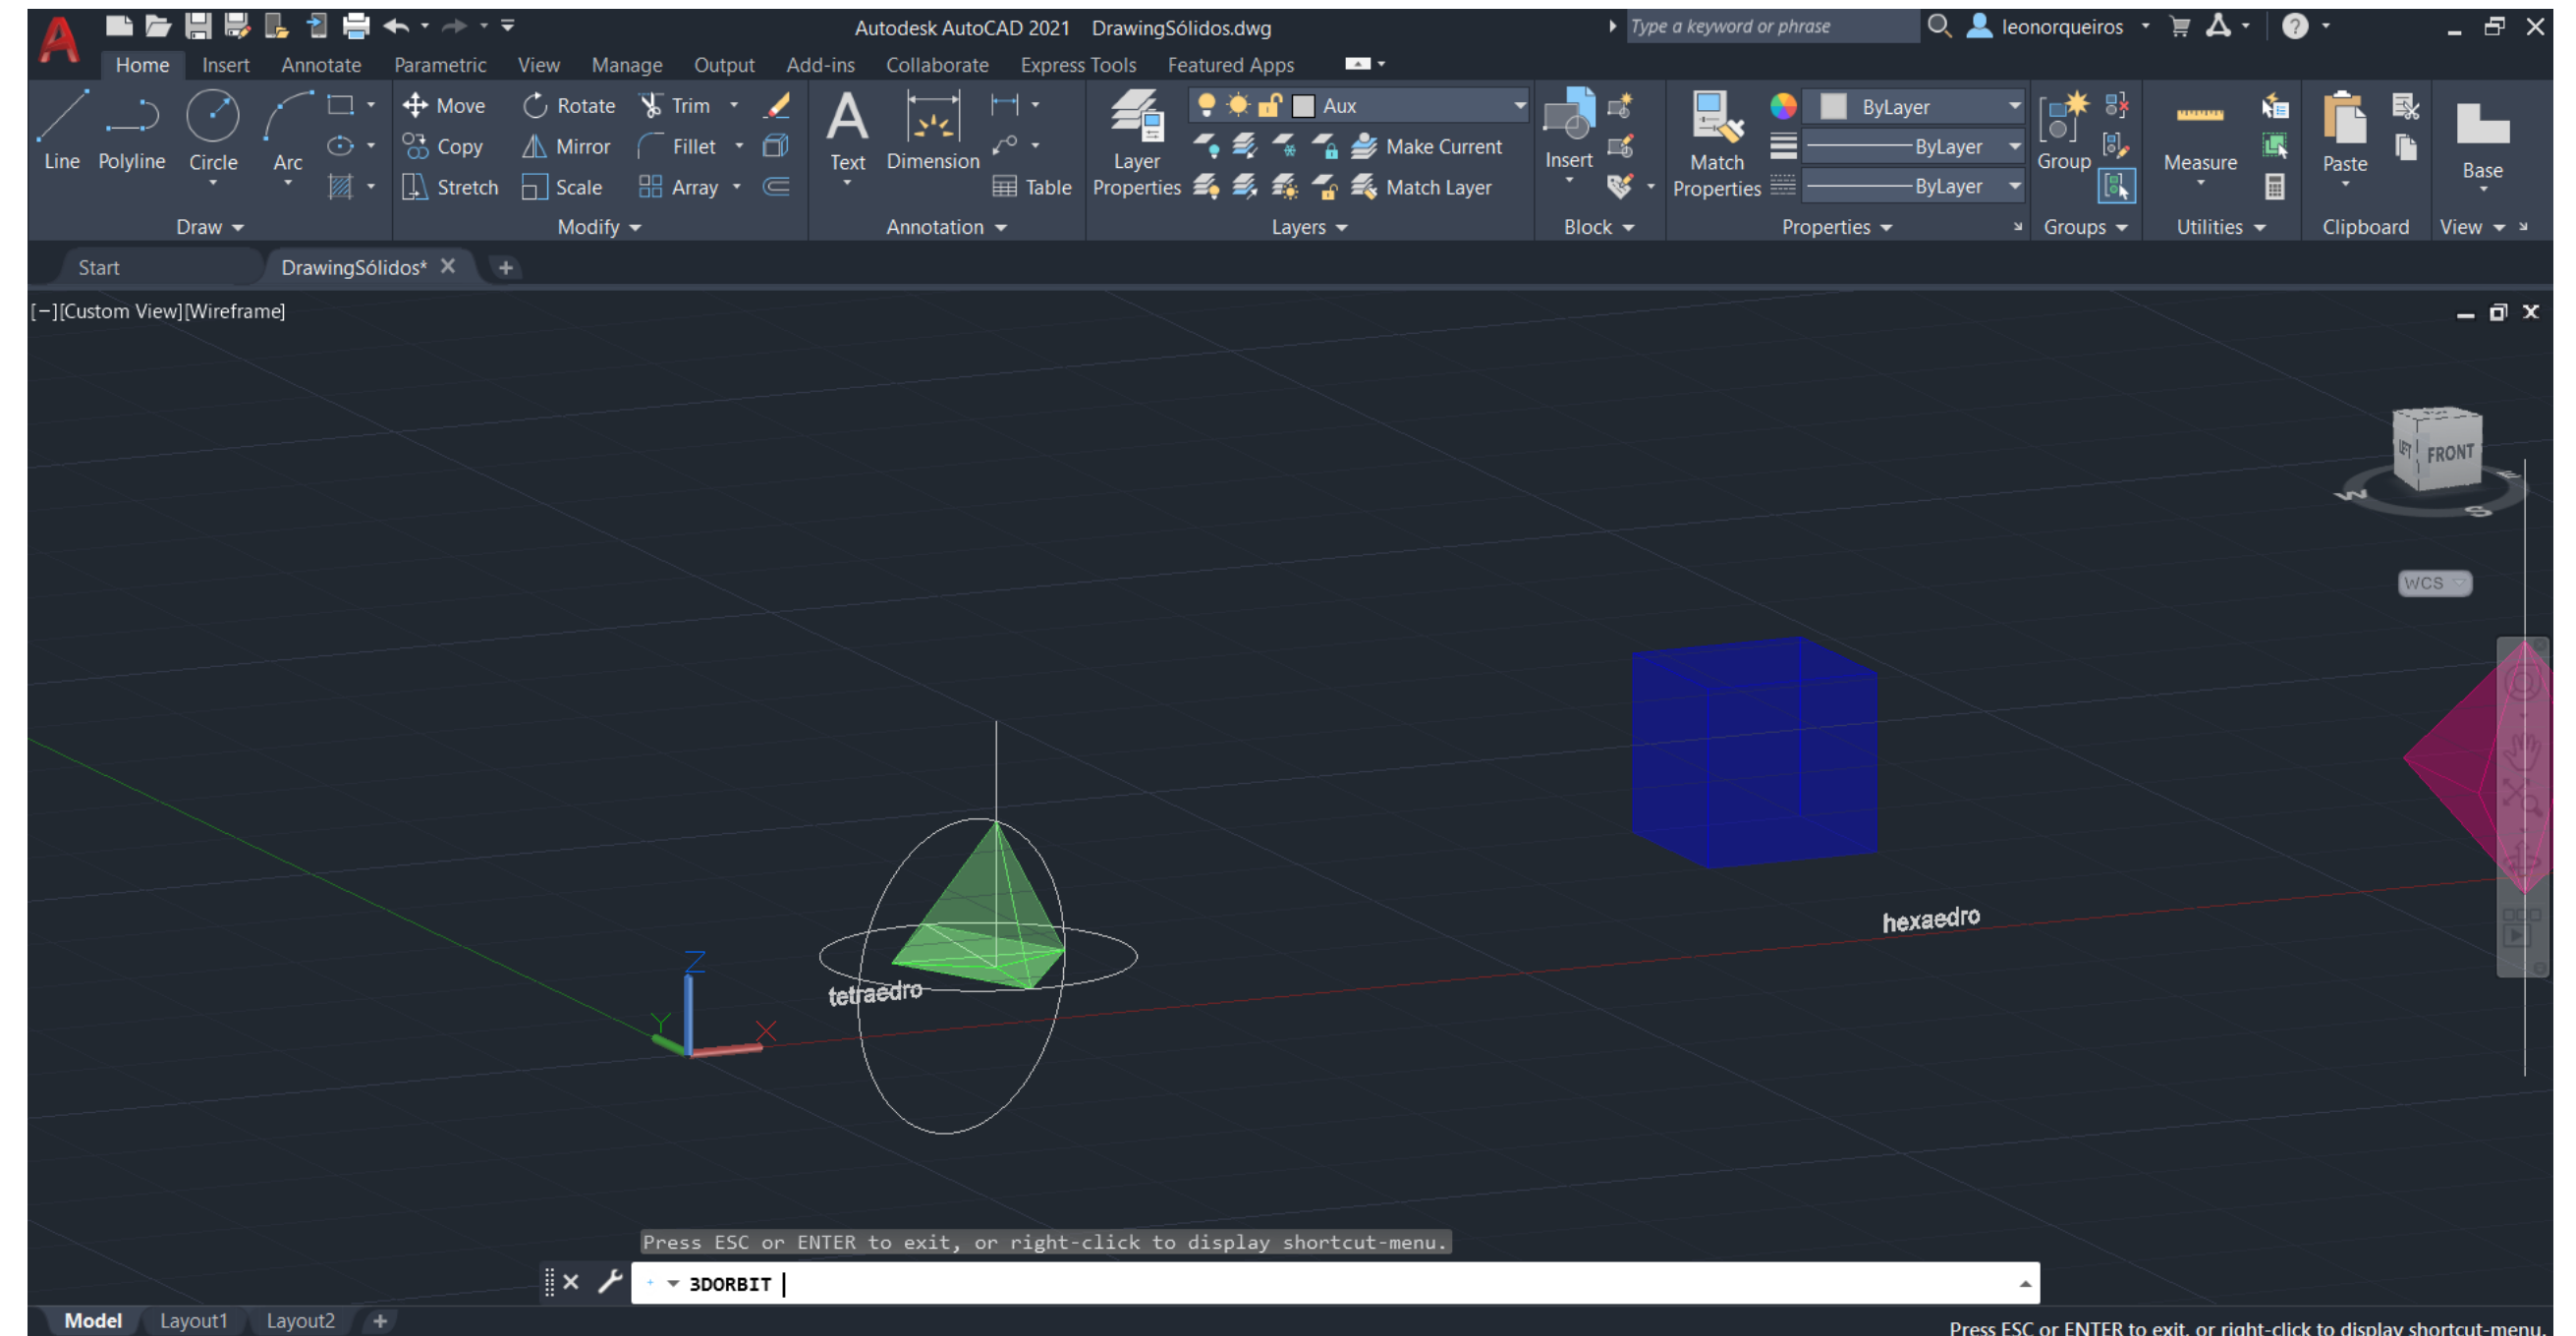 Autodesk AutoCAD 2021 DrawingSólidos.dwg
Type a keyword or phrase
leonorqueiros
Home Insert Annotate Parametric View Manage Output Add-ins Collaborate Express Tools Featured Apps
Line Polyline Circle Arc
Move Rotate Trim
Copy Mirror Fillet
Stretch Scale Array
Text Dimension Table
Layer Properties
Aux
Make Current
Match Layer
Insert
Match Properties
ByLayer
ByLayer
ByLayer
Group
Measure
Paste
Base
Draw Modify Annotation Layers Block Properties Groups Utilities Clipboard View
Start DrawingSólidos*
[−][Custom View][Wireframe]
FRONT
W S
WCS
hexaedro
tetraedro
Z
Y
X
Press ESC or ENTER to exit, or right-click to display shortcut-menu.
3DORBIT
Model Layout1 Layout2
Press ESC or ENTER to exit, or right-click to display shortcut-menu.